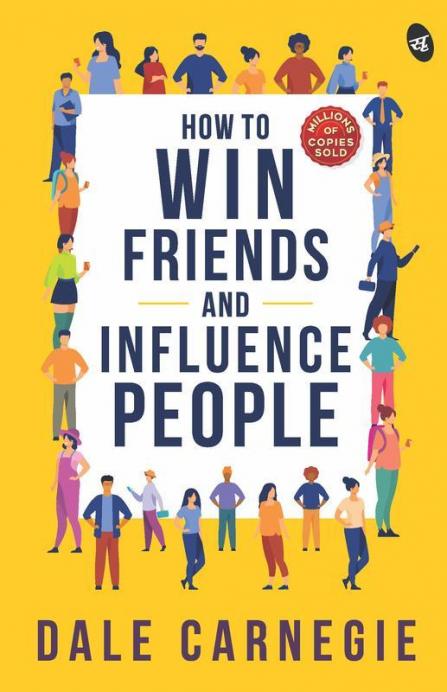 सृ
MILLIONS
OF
COPIES
SOLD
HOW TO
WIN
FRIENDS
AND
INFLUENCE
PEOPLE
DALE CARNEGIE